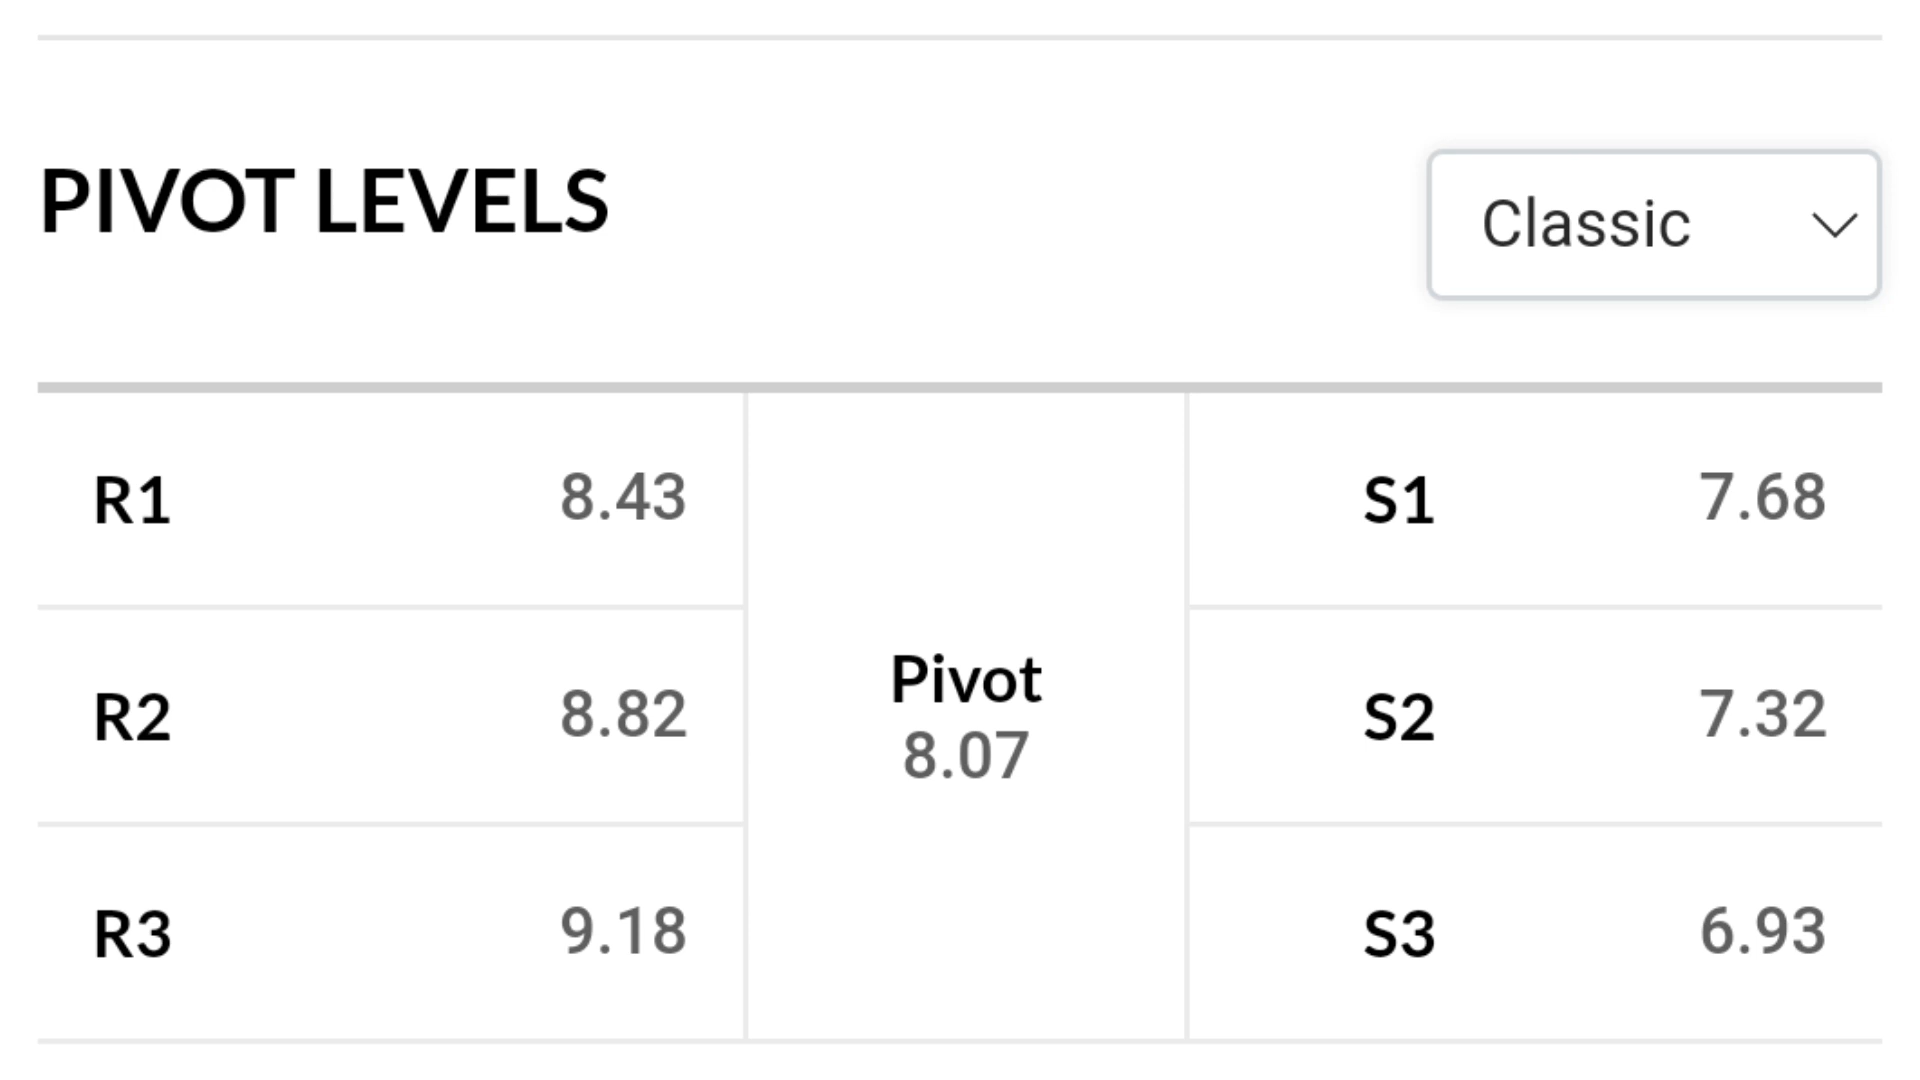 PIVOT LEVELS
Classic
R1 8.43
S1 7.68
R2 8.82
Pivot
8.07
S2 7.32
R3 9.18
S3 6.93